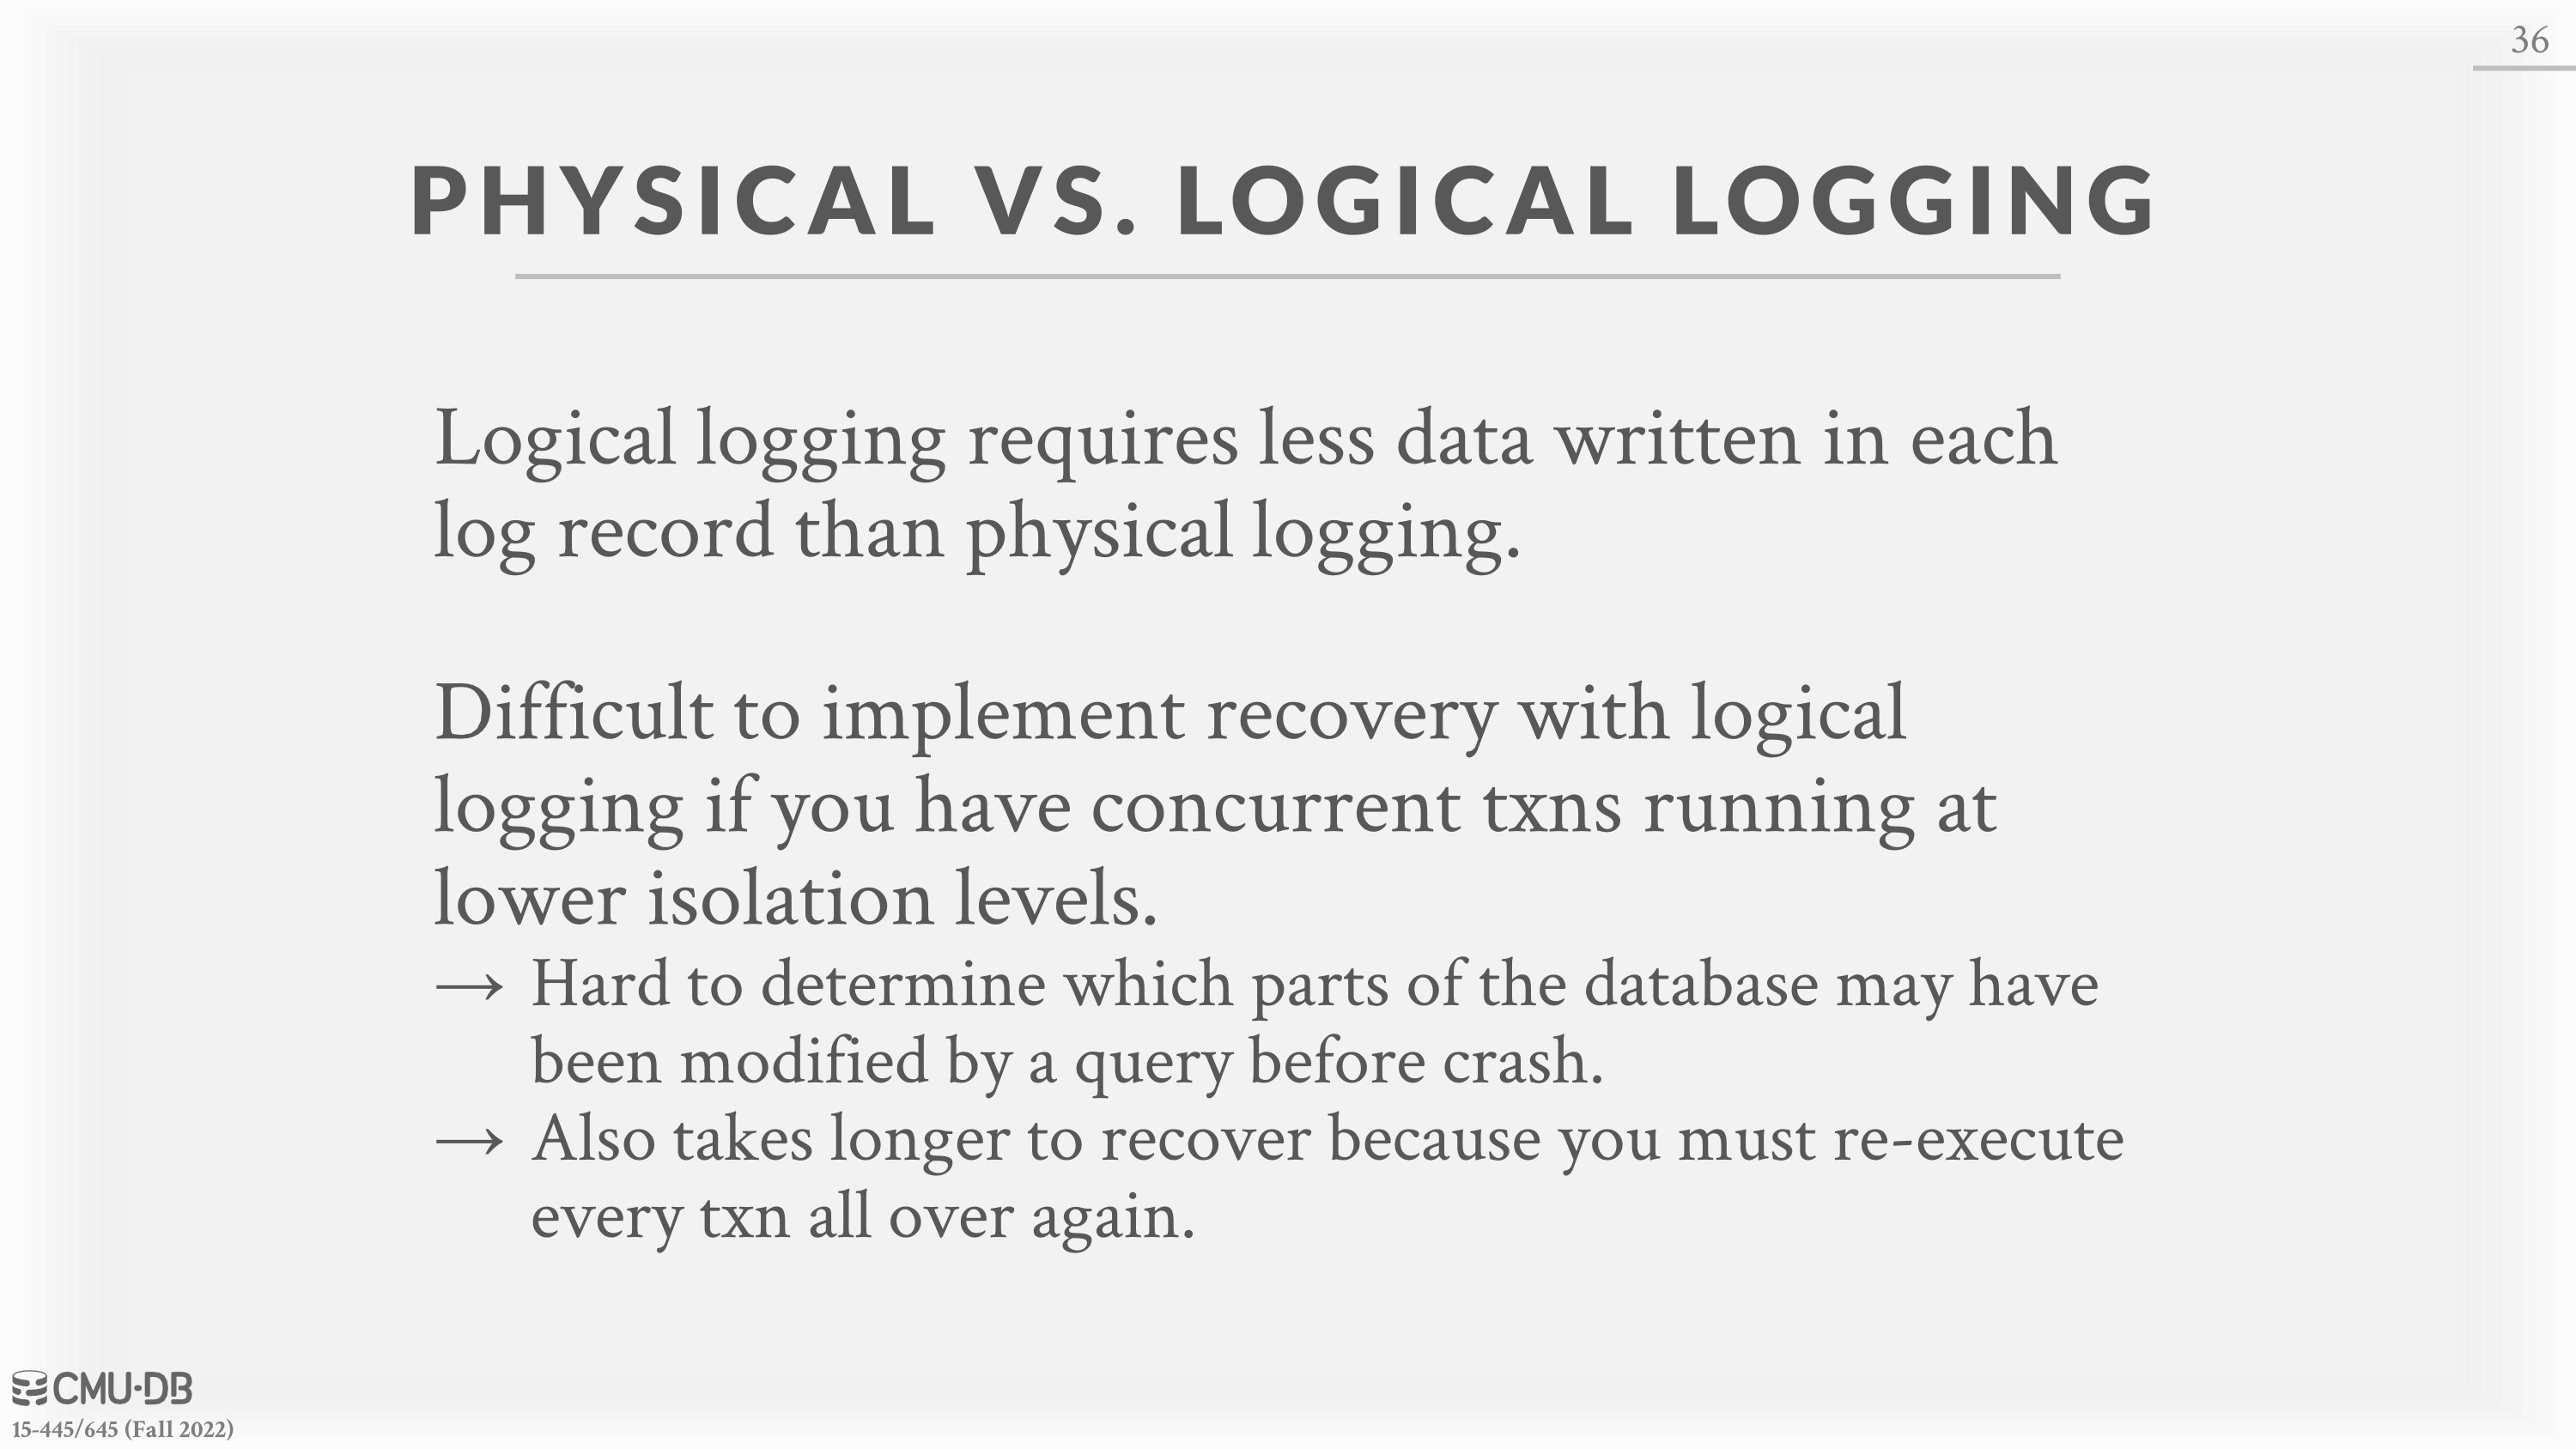 36
PHYSICAL VS. LOGICAL LOGGING
Logical logging requires less data written in each
log record than physical logging.
Difficult to implement recovery with logical
logging if you have concurrent txns running at
lower isolation levels.
→ Hard to determine which parts of the database may have
been modified by a query before crash.
→ Also takes longer to recover because you must re-execute
every txn all over again.
CMU·DB
15-445/645 (Fall 2022)